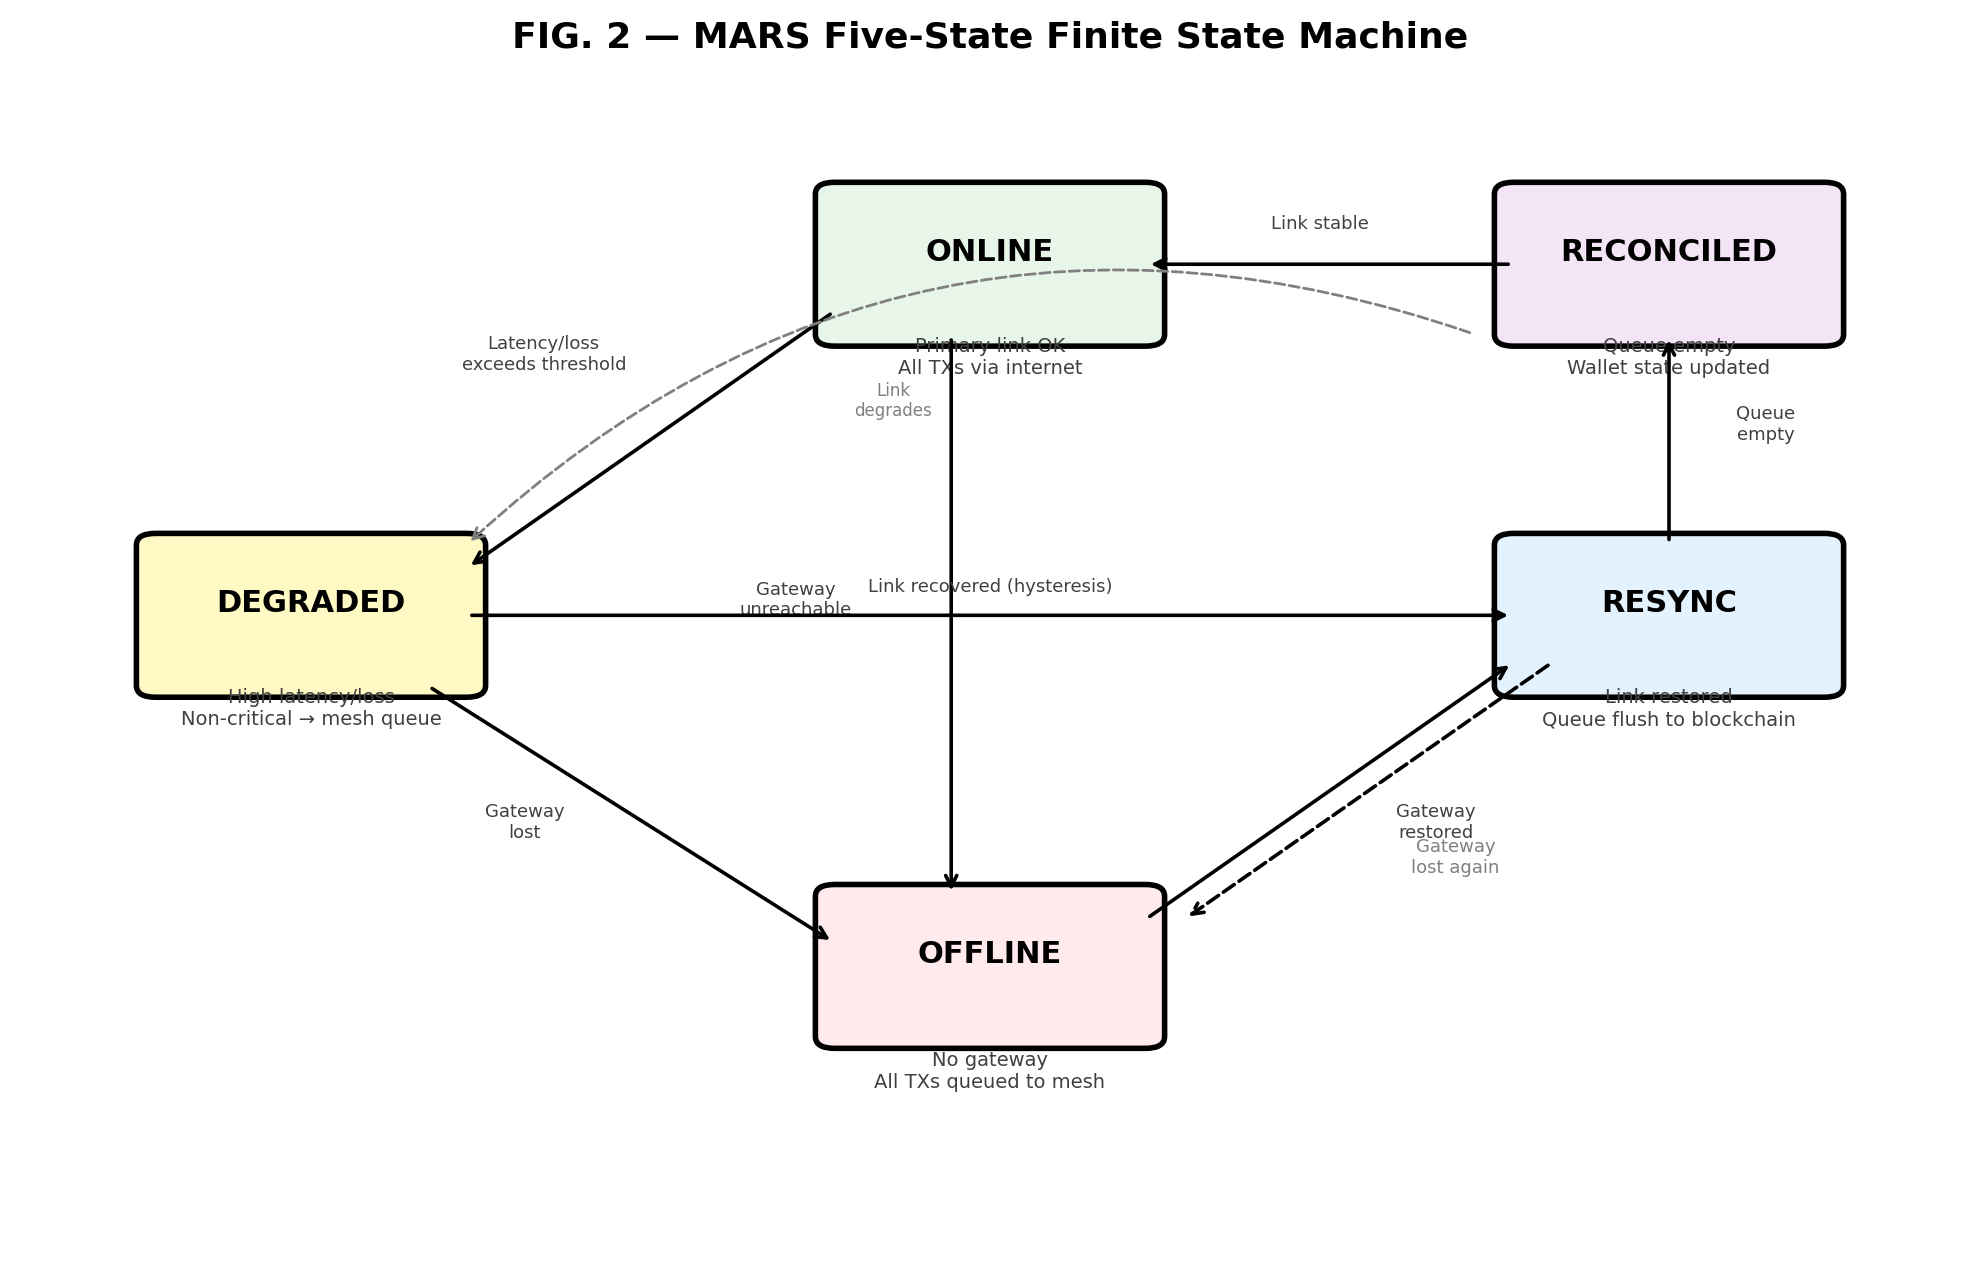 FIG. 2 — MARS Five-State Finite State Machine
ONLINE
Primary link OK
All TXs via internet
Link stable
RECONCILED
Queue empty
Wallet state updated
Latency/loss
exceeds threshold
Link
degrades
Queue
empty
DEGRADED
High latency/loss
Non-critical → mesh queue
Gateway
unreachable
Link recovered (hysteresis)
RESYNC
Link restored
Queue flush to blockchain
Gateway
lost
Gateway
restored
Gateway
lost again
OFFLINE
No gateway
All TXs queued to mesh